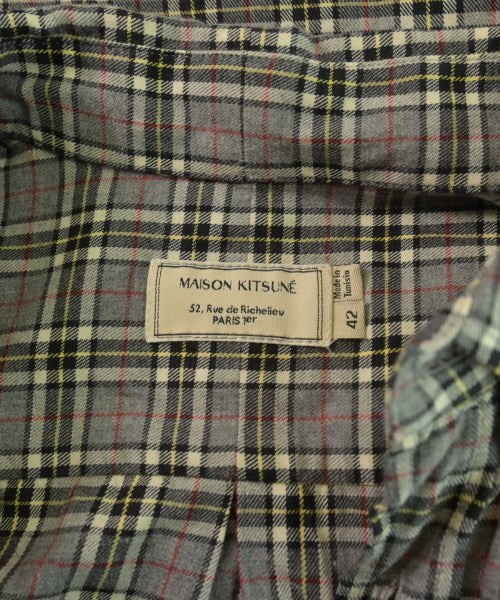 MAISON KITSUNÉ
52, Rue de Richelieu
PARIS 1er
Made in
Tunisia
42